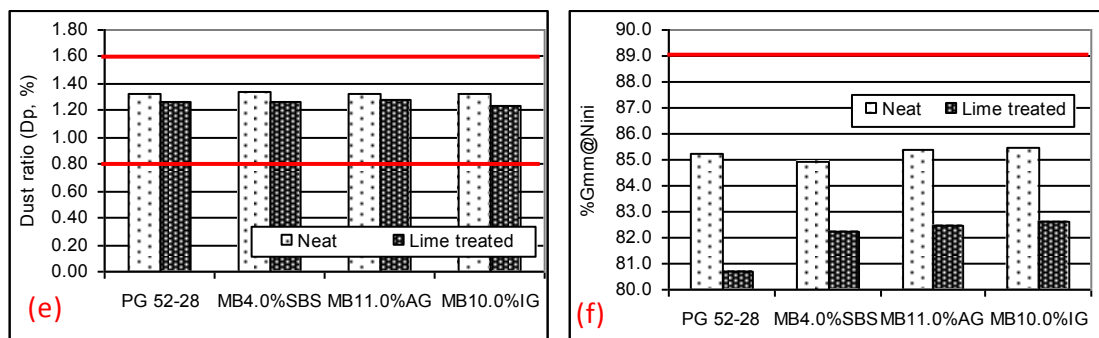 Dust ratio (Dp, %)
1.80
1.60
1.40
1.20
1.00
0.80
0.60
0.40
0.20
0.00
Neat Lime treated
PG 52-28 MB4.0%SBS MB11.0%AG MB10.0%IG
(e)
%Gmm@Nini
90.0
89.0
88.0
87.0
86.0
85.0
84.0
83.0
82.0
81.0
80.0
Neat Lime treated
PG 52-28 MB4.0%SBS MB11.0%AG MB10.0%IG
(f)